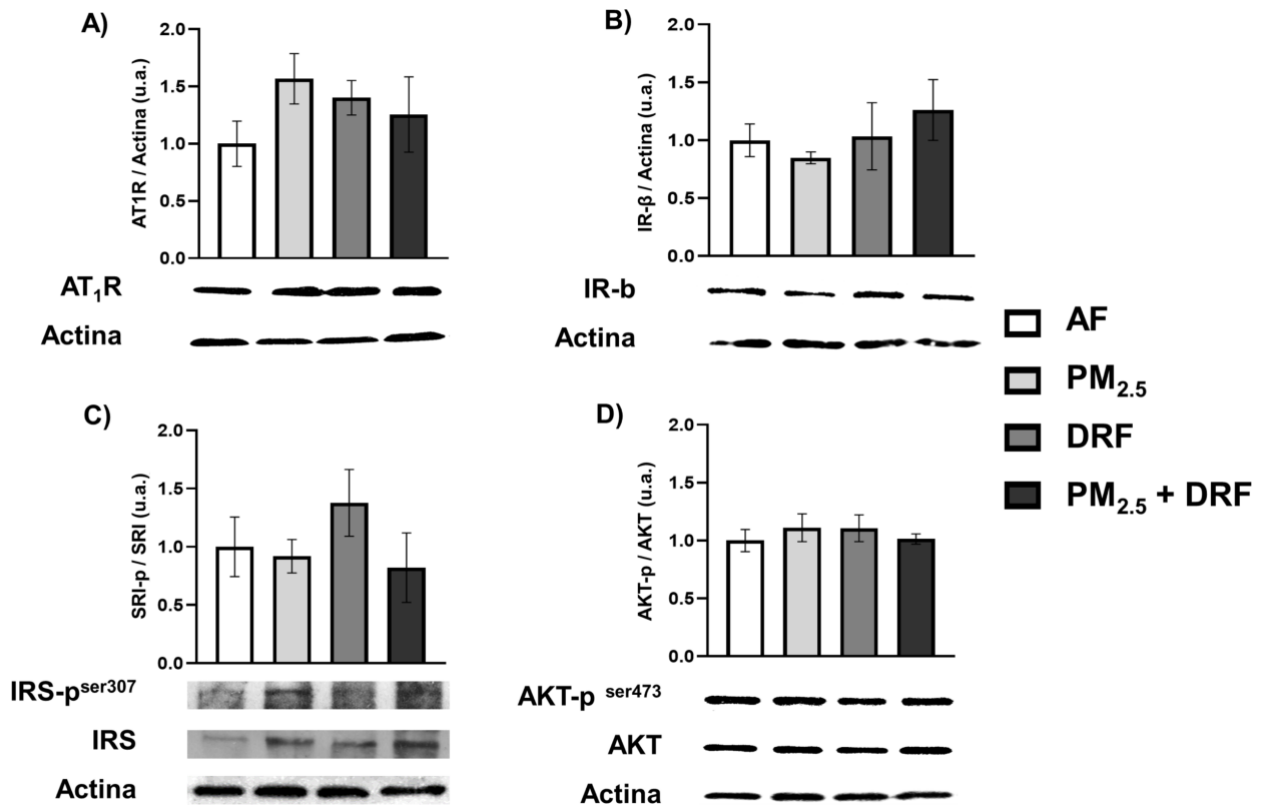 A)
AT1R / Actina (u.a.)
2.0
1.5
1.0
0.5
0.0
AT1R
Actina
B)
IR-β / Actina (u.a.)
2.0
1.5
1.0
0.5
0.0
IR-b
Actina
AF
PM2.5
DRF
PM2.5 + DRF
C)
SRI-p / SRI (u.a.)
2.0
1.5
1.0
0.5
0.0
IRS-pser307
IRS
Actina
D)
AKT-p / AKT (u.a.)
2.0
1.5
1.0
0.5
0.0
AKT-p ser473
AKT
Actina